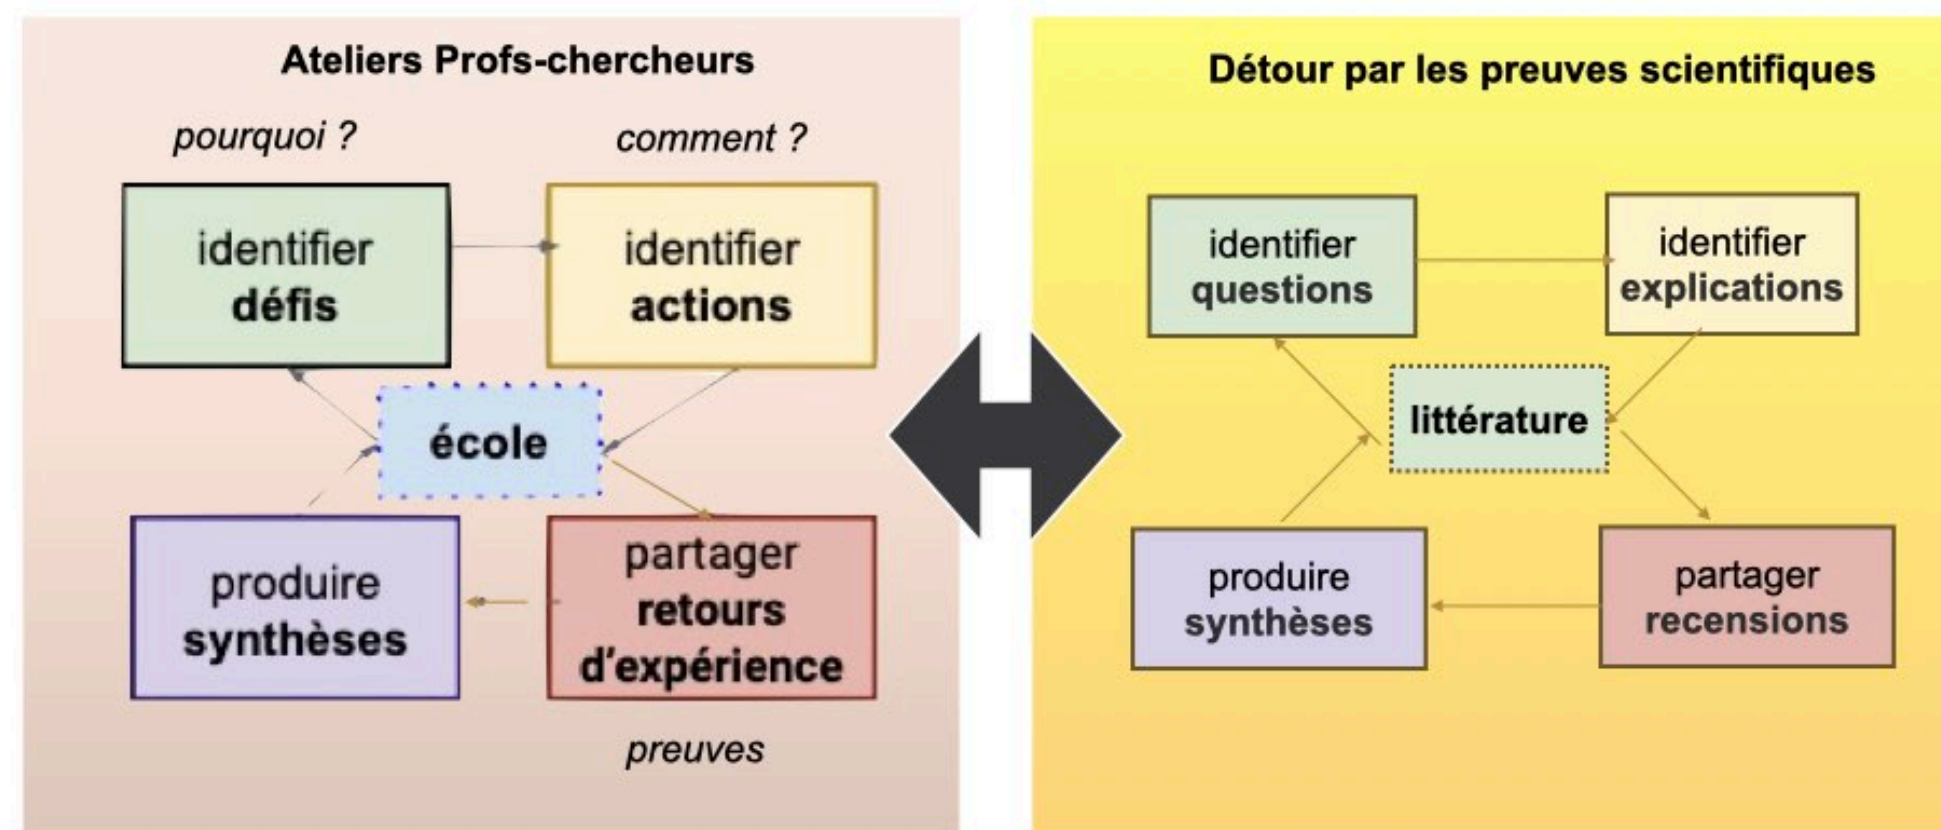 Ateliers Profs-chercheurs
pourquoi ?
comment ?
identifier
défis
identifier
actions
école
produire
synthèses
partager
retours
d'expérience
preuves
Détour par les preuves scientifiques
identifier
questions
identifier
explications
littérature
produire
synthèses
partager
recensions